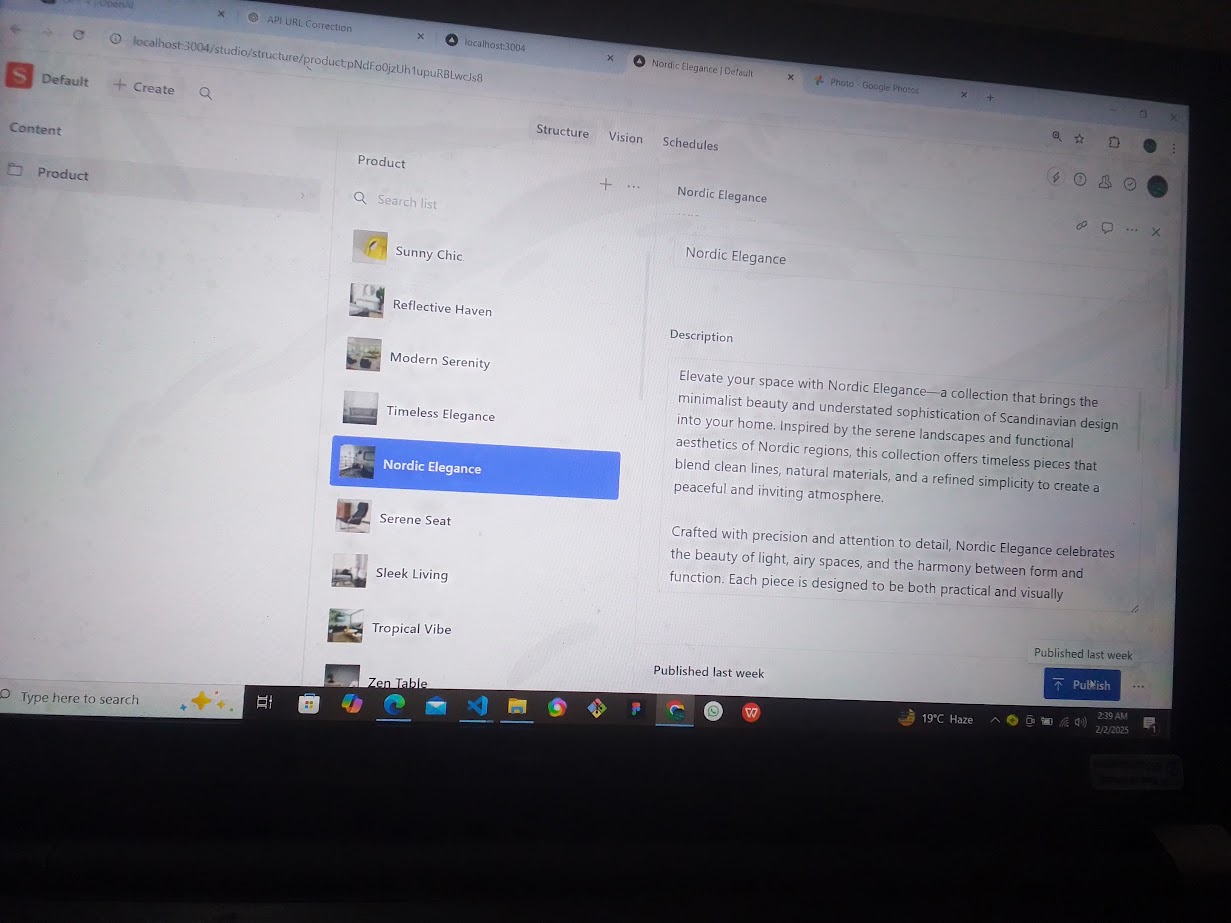 OpenAI
API URL Correction
localhost:3004
Nordic Elegance | Default
Photo - Google Photos
localhost:3004/studio/structure/product;pNdFo0jzUh1upuRBLwcJs8
S
Default
+ Create
Structure
Vision
Schedules
Content
Product
Product
Search list
Sunny Chic
Reflective Haven
Modern Serenity
Timeless Elegance
Nordic Elegance
Serene Seat
Sleek Living
Tropical Vibe
Zen Table
Nordic Elegance
Nordic Elegance
Description
Elevate your space with Nordic Elegance—a collection that brings the
minimalist beauty and understated sophistication of Scandinavian design
into your home. Inspired by the serene landscapes and functional
aesthetics of Nordic regions, this collection offers timeless pieces that
blend clean lines, natural materials, and a refined simplicity to create a
peaceful and inviting atmosphere.
Crafted with precision and attention to detail, Nordic Elegance celebrates
the beauty of light, airy spaces, and the harmony between form and
function. Each piece is designed to be both practical and visually
Published last week
Published last week
Publish
Type here to search
19°C Haze
2:39 AM
2/2/2025
1